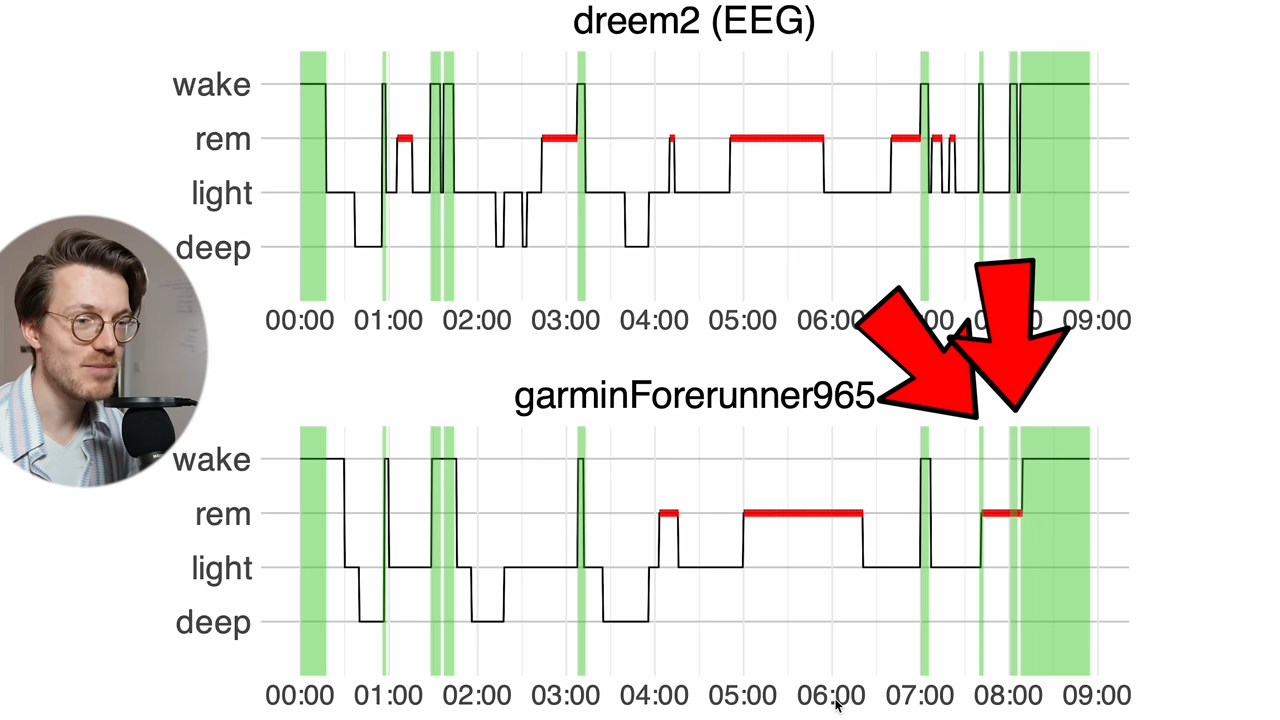 dreem2 (EEG)
wake
rem
light
deep
00:00 01:00 02:00 03:00 04:00 05:00 06:00 09:00
garminForerunner965
wake
rem
light
deep
00:00 01:00 02:00 03:00 04:00 05:00 06:00 07:00 08:00 09:00